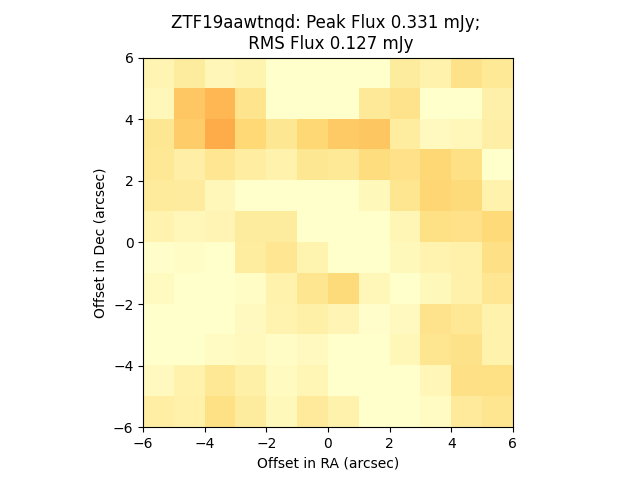 ZTF19aawtnqd: Peak Flux 0.331 mJy;
RMS Flux 0.127 mJy
6
4
2
0
−2
−4
−6
Offset in Dec (arcsec)
−6 −4 −2 0 2 4 6
Offset in RA (arcsec)